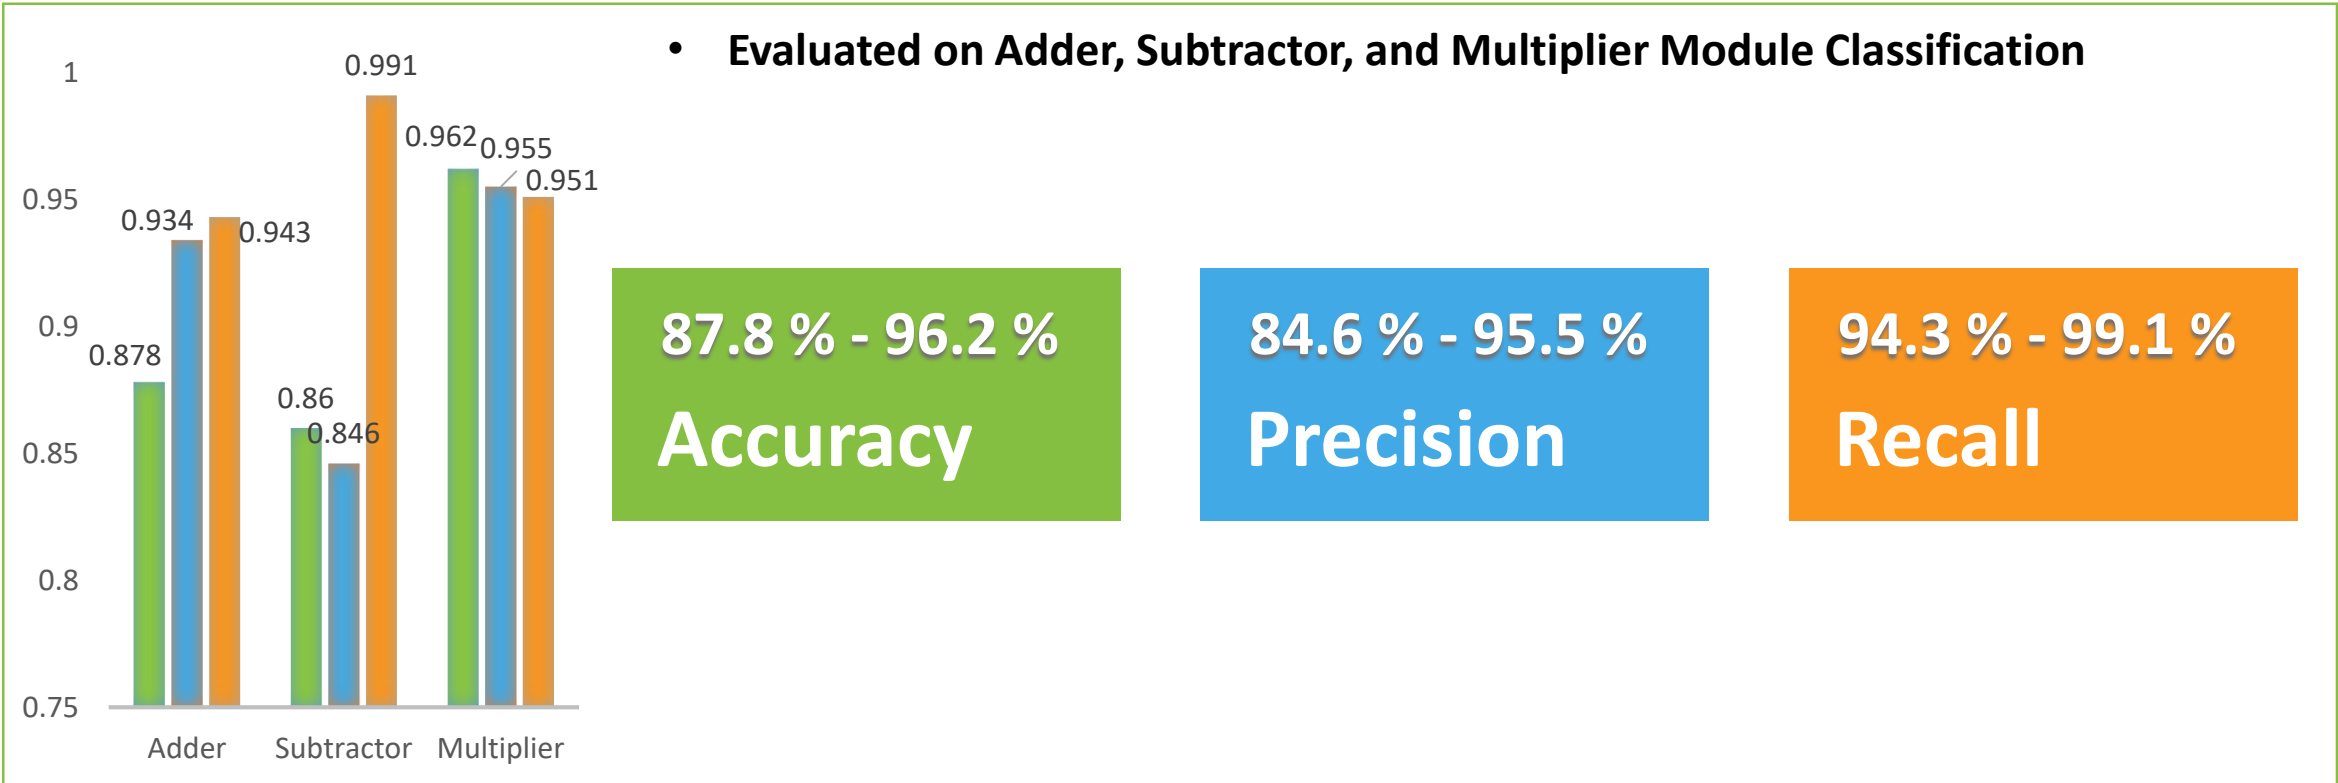 • Evaluated on Adder, Subtractor, and Multiplier Module Classification
1
0.95
0.9
0.85
0.8
0.75
0.878
0.934
0.943
0.86
0.846
0.991
0.962
0.955
0.951
Adder Subtractor Multiplier
87.8 % - 96.2 %
Accuracy
84.6 % - 95.5 %
Precision
94.3 % - 99.1 %
Recall